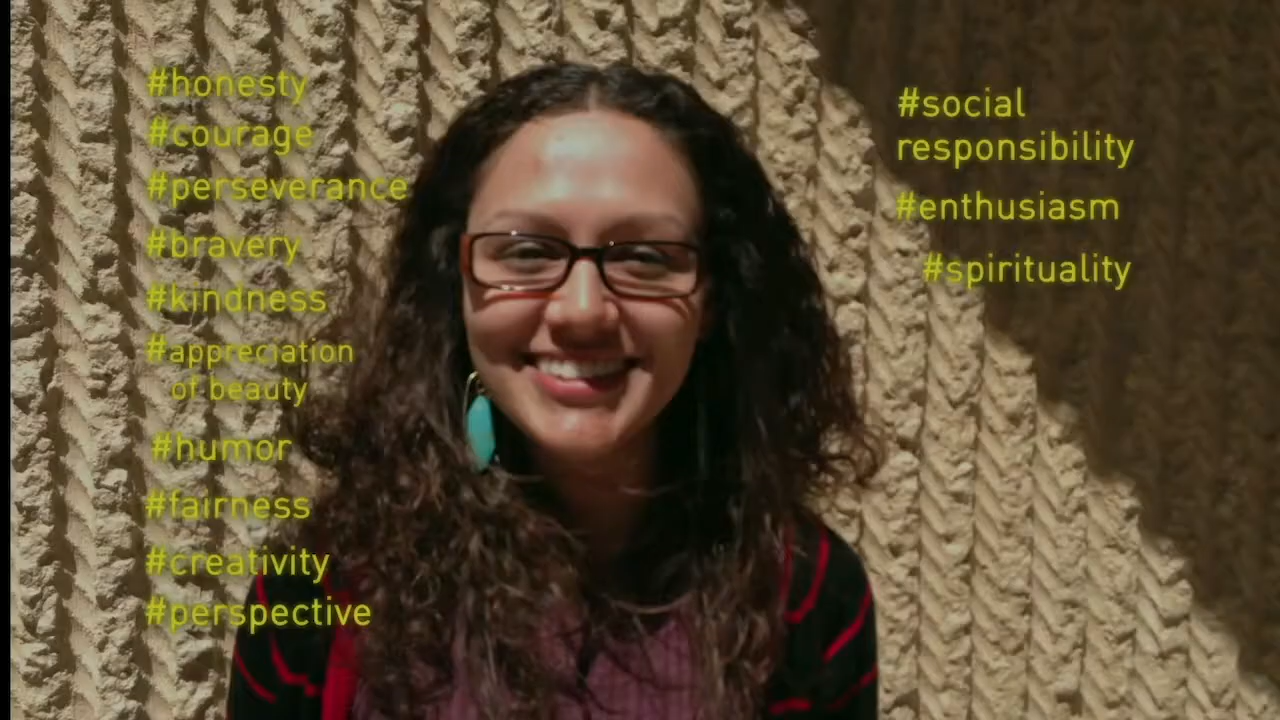 #honesty
#courage
#perseverance
#bravery
#kindness
#appreciation
of beauty
#humor
#fairness
#creativity
#perspective
#social
responsibility
#enthusiasm
#spirituality